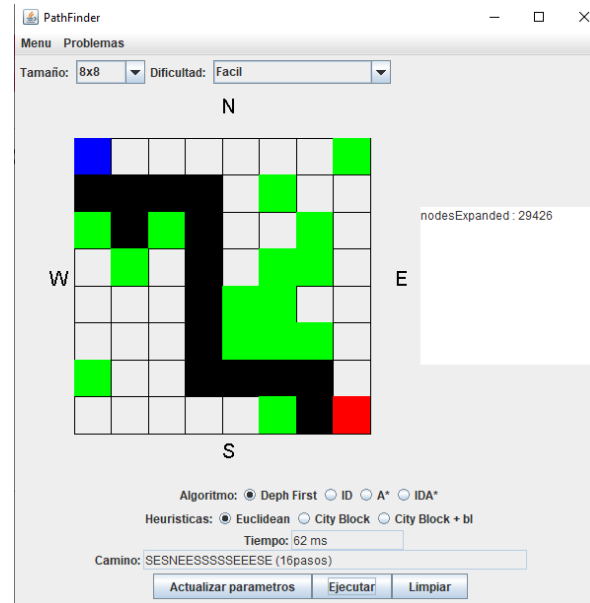 PathFinder
Menu Problemas
Tamaño: 8x8 Dificultad: Facil
N
nodesExpanded : 29426
W
E
S
Algoritmo: Deph First ID A* IDA*
Heuristicas: Euclidean City Block City Block + bl
Tiempo: 62 ms
Camino: SESNEESSSSSEEESE (16pasos)
Actualizar parametros Ejecutar Limpiar